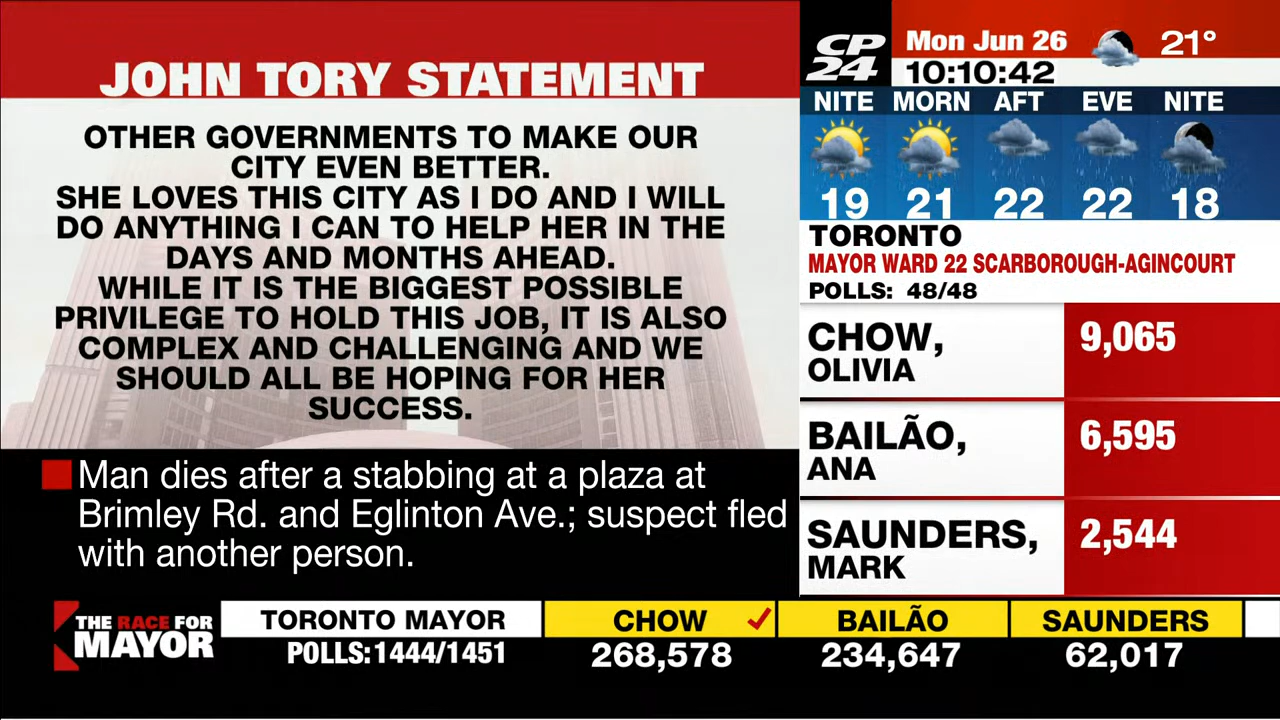 JOHN TORY STATEMENT
OTHER GOVERNMENTS TO MAKE OUR
CITY EVEN BETTER.
SHE LOVES THIS CITY AS I DO AND I WILL
DO ANYTHING I CAN TO HELP HER IN THE
DAYS AND MONTHS AHEAD.
WHILE IT IS THE BIGGEST POSSIBLE
PRIVILEGE TO HOLD THIS JOB, IT IS ALSO
COMPLEX AND CHALLENGING AND WE
SHOULD ALL BE HOPING FOR HER
SUCCESS.
Man dies after a stabbing at a plaza at
Brimley Rd. and Eglinton Ave.; suspect fled
with another person.
CP
24
Mon Jun 26
21°
10:10:42
NITE MORN AFT EVE NITE
19 21 22 22 18
TORONTO
MAYOR WARD 22 SCARBOROUGH-AGINCOURT
POLLS: 48/48
CHOW,
OLIVIA
9,065
BAILÃO,
ANA
6,595
SAUNDERS,
MARK
2,544
THE RACE FOR
MAYOR
TORONTO MAYOR
POLLS:1444/1451
CHOW
268,578
BAILÃO
234,647
SAUNDERS
62,017